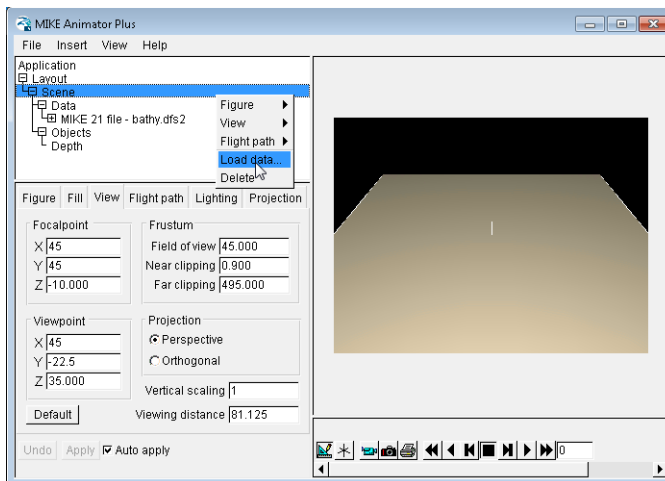 MIKE Animator Plus
File Insert View Help
Application
Layout
Scene
Data
MIKE 21 file - bathy.dfs2
Objects
Depth
Figure
View
Flight path
Load data...
Delete
Figure Fill View Flight path Lighting Projection
Focalpoint
X 45
Y 45
Z -10.000
Frustum
Field of view 45.000
Near clipping 0.900
Far clipping 495.000
Viewpoint
X 45
Y -22.5
Z 35.000
Projection
Perspective
Orthogonal
Vertical scaling 1
Default Viewing distance 81.125
Undo Apply Auto apply
0